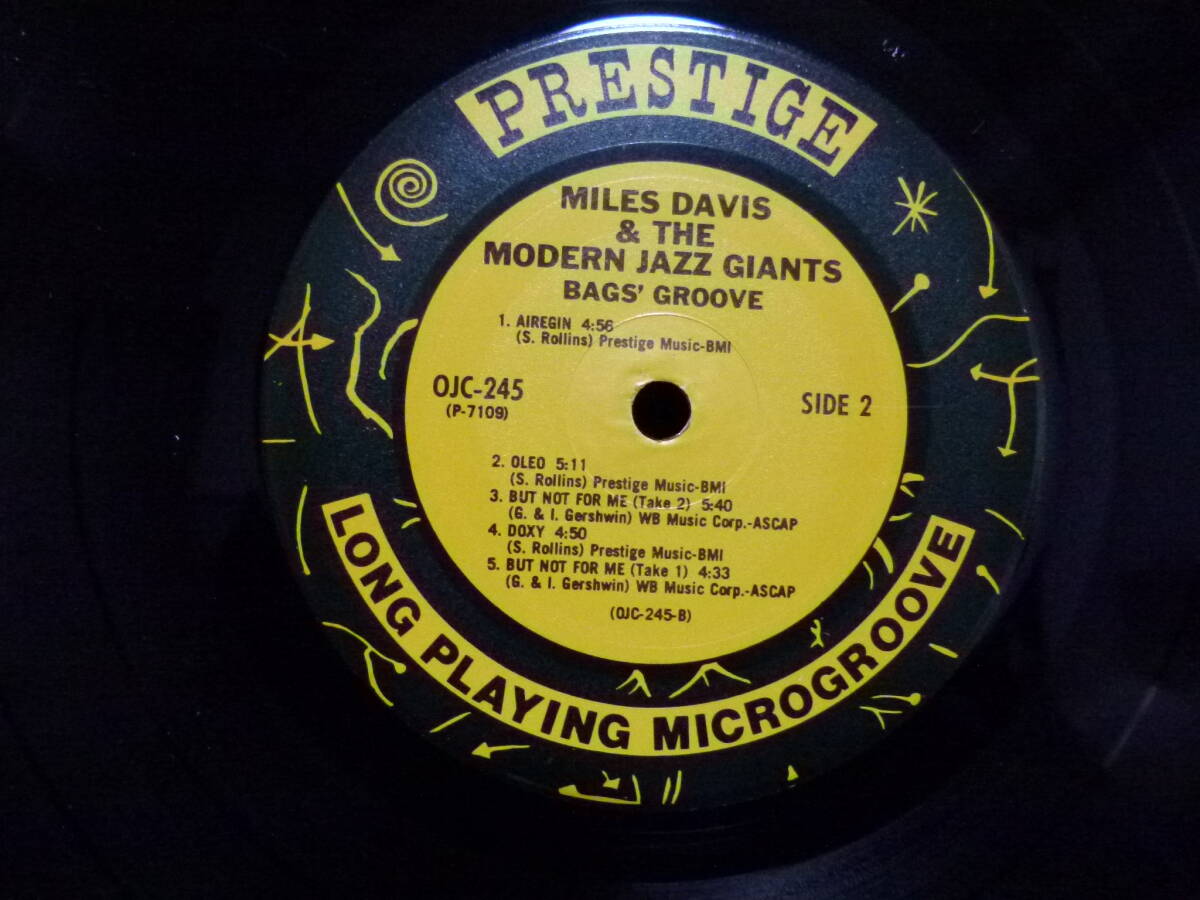 PRESTIGE
MILES DAVIS
& THE
MODERN JAZZ GIANTS
BAGS' GROOVE
1. AIREGIN 4:56
(S. Rollins) Prestige Music-BMI
OJC-245
(P-7109)
SIDE 2
2. OLEO 5:11
(S. Rollins) Prestige Music-BMI
3. BUT NOT FOR ME (Take 2) 5:40
(G. & I. Gershwin) WB Music Corp.-ASCAP
4. DOXY 4:50
(S. Rollins) Prestige Music-BMI
5. BUT NOT FOR ME (Take 1) 4:33
(G. & I. Gershwin) WB Music Corp.-ASCAP
(OJC-245-B)
LONG PLAYING MICROGROOVE